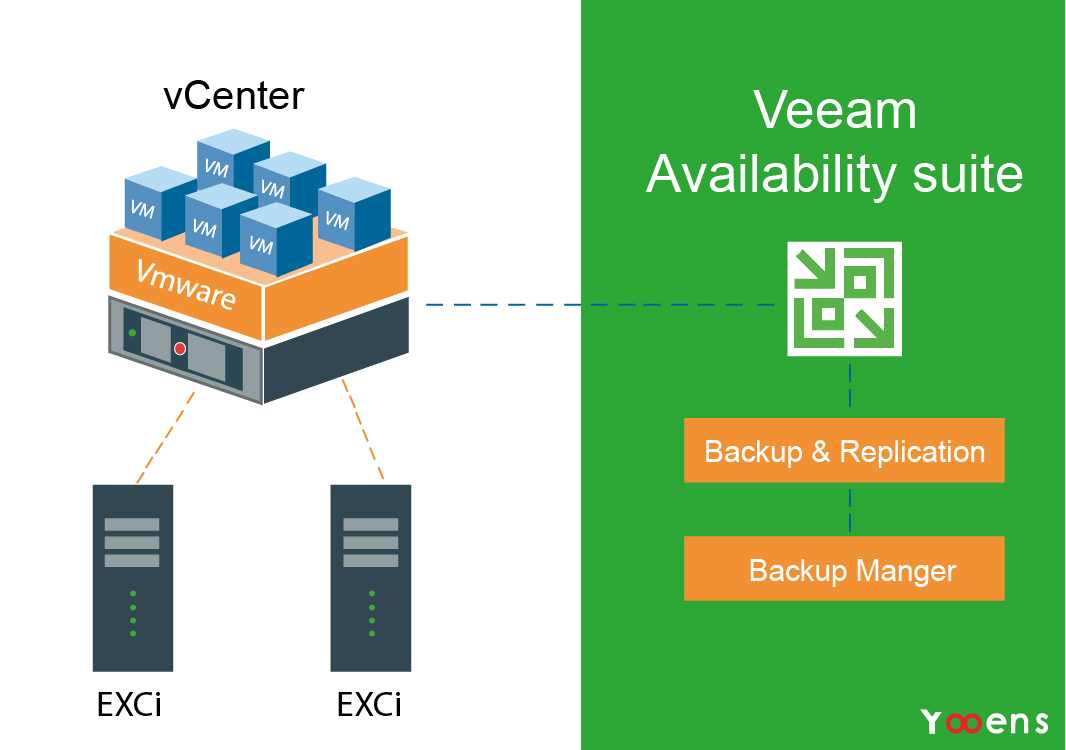 vCenter
VM
VM
VM
VM
VM
VM
Vmware
EXCi
EXCi
Veeam
Availability suite
Backup & Replication
Backup Manger
Yooens